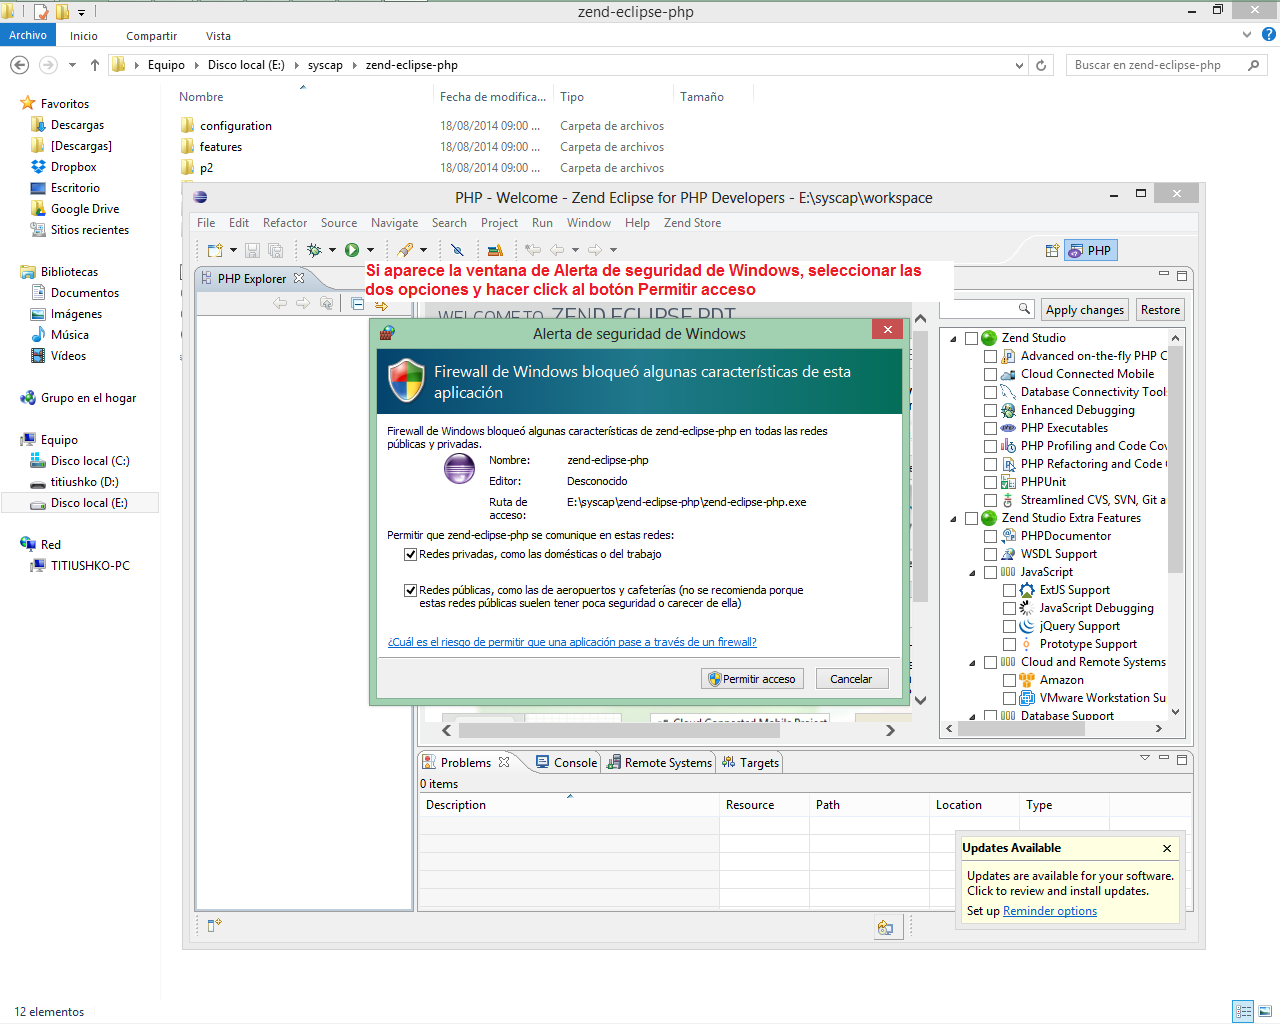 zend-eclipse-php
Archivo Inicio Compartir Vista
Equipo Disco local (E:) syscap zend-eclipse-php
Buscar en zend-eclipse-php
Nombre Fecha de modifica... Tipo Tamaño
configuration 18/08/2014 09:00 ... Carpeta de archivos
features 18/08/2014 09:00 ... Carpeta de archivos
p2 18/08/2014 09:00 ... Carpeta de archivos
Favoritos
Descargas
[Descargas]
Dropbox
Escritorio
Google Drive
Sitios recientes
Bibliotecas
Documentos
Imágenes
Música
Vídeos
Grupo en el hogar
Equipo
Disco local (C:)
titiushko (D:)
Disco local (E:)
Red
TITIUSHKO-PC
PHP - Welcome - Zend Eclipse for PHP Developers - E:\syscap\workspace
File Edit Refactor Source Navigate Search Project Run Window Help Zend Store
PHP
Si aparece la ventana de Alerta de seguridad de Windows, seleccionar las
dos opciones y hacer click al botón Permitir acceso
PHP Explorer
WELCOME TO ZEND ECLIPSE PDT
Apply changes Restore
Alerta de seguridad de Windows
Firewall de Windows bloqueó algunas características de esta
aplicación
Firewall de Windows bloqueó algunas características de zend-eclipse-php en todas las redes
públicas y privadas.
Nombre: zend-eclipse-php
Editor: Desconocido
Ruta de
acceso: E:\syscap\zend-eclipse-php\zend-eclipse-php.exe
Permitir que zend-eclipse-php se comunique en estas redes:
Redes privadas, como las domésticas o del trabajo
Redes públicas, como las de aeropuertos y cafeterías (no se recomienda porque
estas redes públicas suelen tener poca seguridad o carecer de ella)
¿Cuál es el riesgo de permitir que una aplicación pase a través de un firewall?
Permitir acceso Cancelar
Zend Studio
Advanced on-the-fly PHP C
Cloud Connected Mobile
Database Connectivity Tool
Enhanced Debugging
PHP Executables
PHP Profiling and Code Cov
PHP Refactoring and Code
PHPUnit
Streamlined CVS, SVN, Git a
Zend Studio Extra Features
PHPDocumentor
WSDL Support
JavaScript
ExtJS Support
JavaScript Debugging
jQuery Support
Prototype Support
Cloud and Remote Systems
Amazon
VMware Workstation Su
Database Support
Cloud Connected Mobile Project
Problems Console Remote Systems Targets
0 items
Description Resource Path Location Type
Updates Available
Updates are available for your software.
Click to review and install updates.
Set up Reminder options
12 elementos